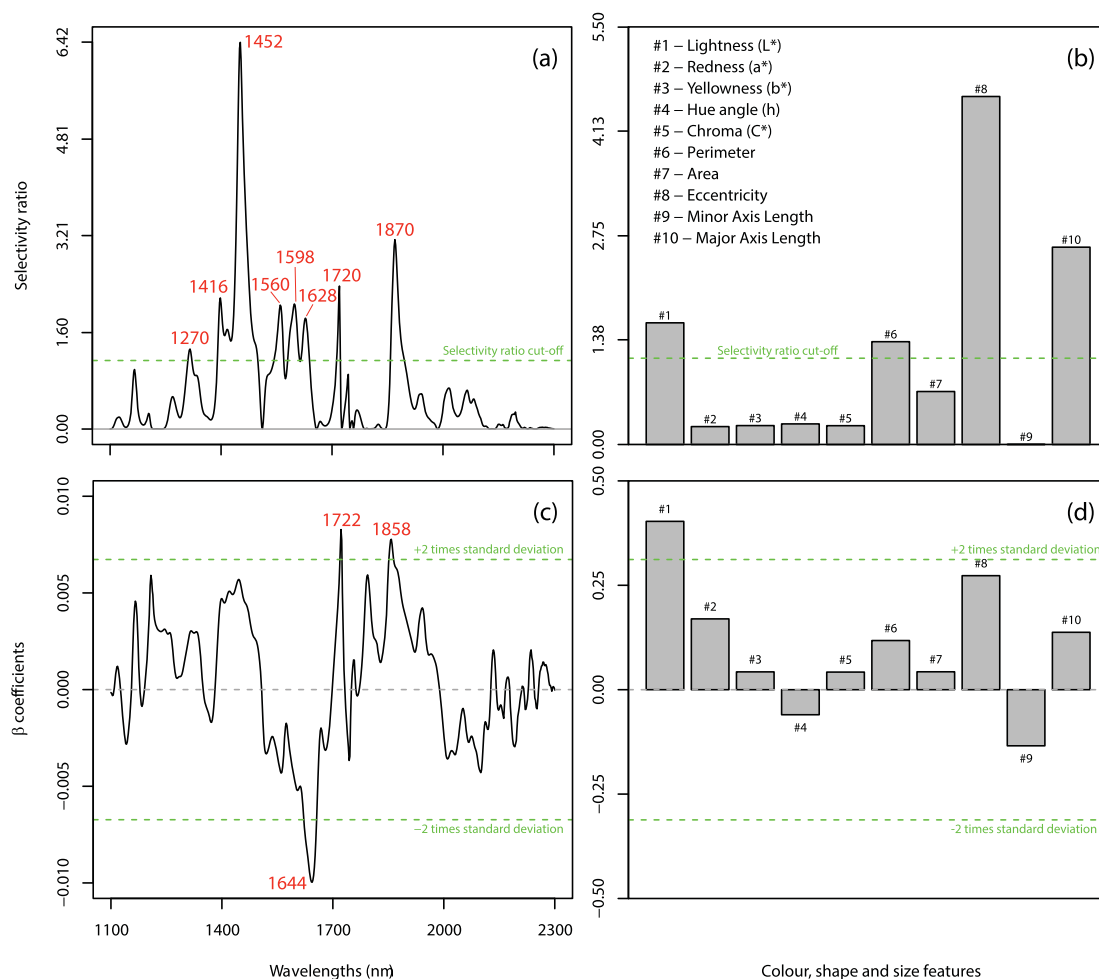 (a)
Selectivity ratio
6.42
4.81
3.21
1.60
0.00
1452
1870
1598
1416
1560
1720
1628
1270
Selectivity ratio cut-off
1100
1400
1700
2000
2300
(b)
5.50
4.13
2.75
1.38
0.00
#1 – Lightness (L*)
#2 – Redness (a*)
#3 – Yellowness (b*)
#4 – Hue angle (h)
#5 – Chroma (C*)
#6 – Perimeter
#7 – Area
#8 – Eccentricity
#9 – Minor Axis Length
#10 – Major Axis Length
Selectivity ratio cut-off
#1
#2
#3
#4
#5
#6
#7
#8
#9
#10
(c)
β coefficients
0.010
0.005
0.000
−0.005
−0.010
1722
1858
+2 times standard deviation
−2 times standard deviation
1644
1100
1400
1700
2000
2300
Wavelengths (nm)
(d)
0.50
0.25
0.00
−0.25
−0.50
+2 times standard deviation
#1
#2
#3
#4
#5
#6
#7
#8
#9
#10
-2 times standard deviation
Colour, shape and size features